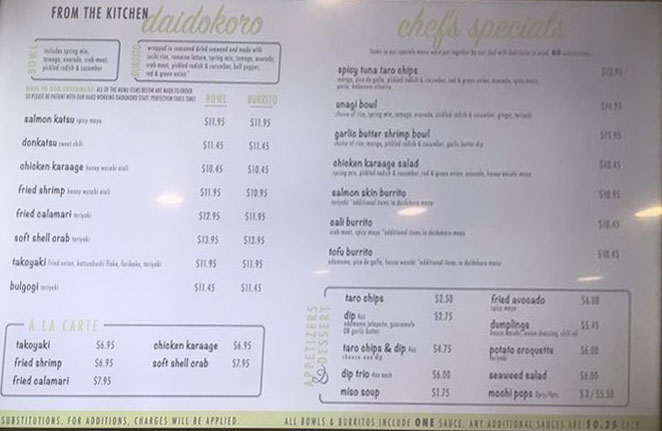 FROM THE KITCHEN daidokoro
BOWL
includes spring mix,
tamago, avocado, crab meat,
pickled radish & cucumber
BURRITO
wrapped in seasoned dried seaweed and made with
sushi rice, romaine lettuce, spring mix, tamago, avocado,
crab meat, pickled radish & cucumber, bell pepper,
red & green onion
NOTE TO OUR CUSTOMERS: ALL OF THE MENU ITEMS BELOW ARE MADE TO ORDER
SO PLEASE BE PATIENT WITH OUR HARD WORKING DAIDOKORO STAFF. PERFECTION TAKES TIME!
BOWL BURRITO
salmon katsu spicy mayo $11.95 $11.95
donkatsu sweet chili $11.45 $11.45
chicken karaage honey wasabi aioli $10.45 $10.45
fried shrimp honey wasabi aioli $11.95 $10.95
fried calamari teriyaki $12.95 $11.95
soft shell crab teriyaki $13.95 $13.95
takoyaki fried onion, katsuobushi flake, furikake, teriyaki $11.95 $11.95
bulgogi teriyaki $11.45 $11.45
A LA CARTE
takoyaki $6.95 chicken karaage $6.95
fried shrimp $6.95 soft shell crab $7.95
fried calamari $7.95
chef's specials
Items in our specials menu were put together by our chef with best taste in mind. NO substitutions.
spicy tuna taro chips $13.95
mango, pico de gallo, pickled radish & cucumber, red & green onion, avocado, spicy mayo,
ponzu, habanero
unagi bowl $14.95
choice of rice, spring mix, tamago, avocado, pickled radish & cucumber, ginger, teriyaki
garlic butter shrimp bowl $15.95
choice of rice, mango, pickled radish & cucumber, garlic butter dip
chicken karaage salad $10.45
spring mix, pickled radish & cucumber, red & green onion, avocado, honey wasabi mayo
salmon skin burrito $10.95
teriyaki *additional items in daidokoro menu
cali burrito $10.45
crab meat, spicy mayo *additional items in daidokoro menu
tofu burrito $10.45
edamame, pico de gallo, house wasabi *additional items in daidokoro menu
APPETIZERS & DESSERT
taro chips $2.50
dip 4oz $2.75
edamame jalapeño, guacamole
OR garlic butter
taro chips & dip 4oz $4.75
choose one dip
dip trio 4oz each $6.00
miso soup $1.75
fried avocado $6.00
spicy mayo
dumplings $5.45
house wasabi, onion dressing, chili oil
potato croquette $6.00
teriyaki
seaweed salad $6.00
mochi pops 2pcs/4pcs $3/$5.50
SUBSTITUTIONS. FOR ADDITIONS, CHARGES WILL BE APPLIED. ALL BOWLS & BURRITOS INCLUDE ONE SAUCE. ANY ADDITIONAL SAUCES ARE $0.25 EACH.